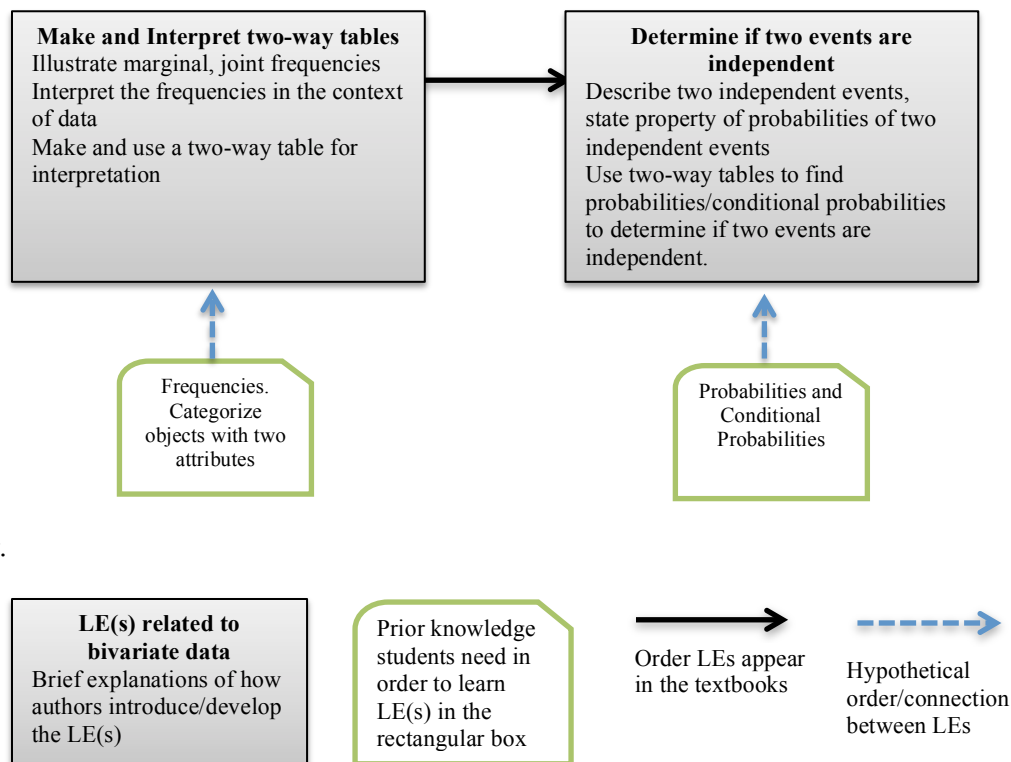 Make and Interpret two-way tables
Illustrate marginal, joint frequencies
Interpret the frequencies in the context
of data
Make and use a two-way table for
interpretation
Determine if two events are
independent
Describe two independent events,
state property of probabilities of two
independent events
Use two-way tables to find
probabilities/conditional probabilities
to determine if two events are
independent.
Frequencies.
Categorize
objects with two
attributes
Probabilities and
Conditional
Probabilities
.
LE(s) related to
bivariate data
Brief explanations of how
authors introduce/develop
the LE(s)
Prior knowledge
students need in
order to learn
LE(s) in the
rectangular box
Order LEs appear
in the textbooks
Hypothetical
order/connection
between LEs